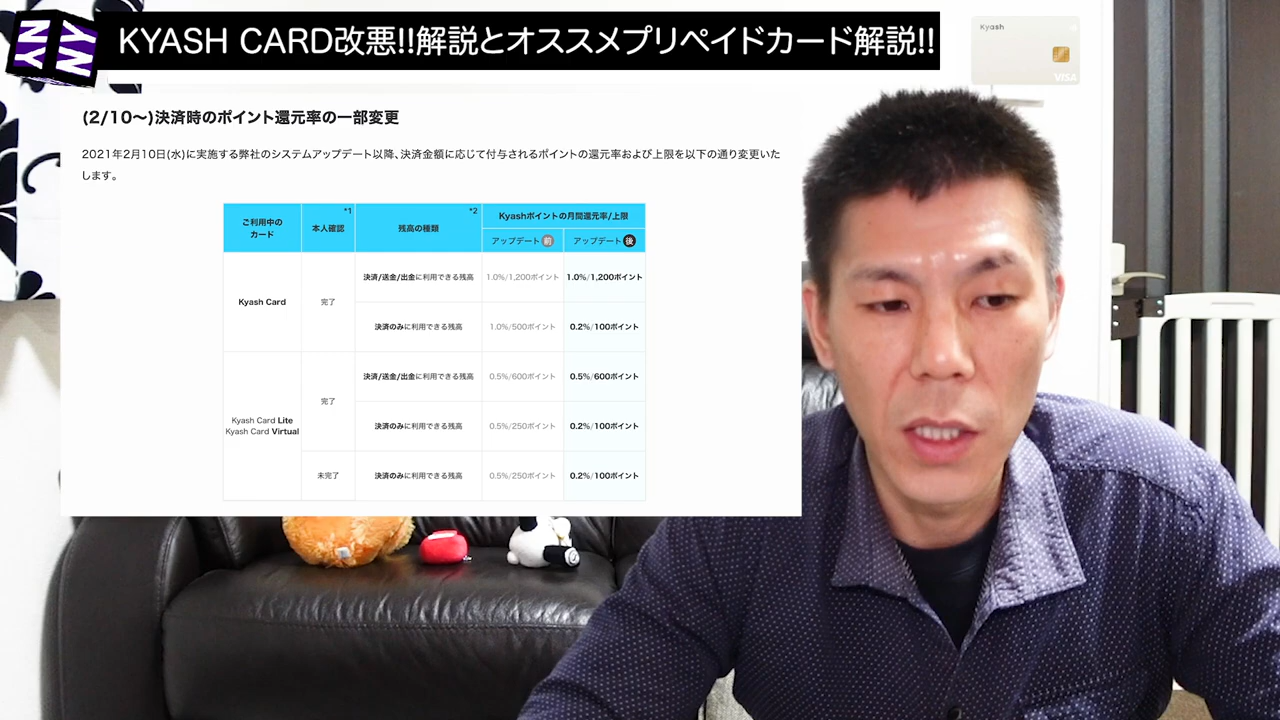 NY
NY
KYASH CARD改悪!!解説とオススメプリペイドカード解説!!
Kyash
VISA
(2/10〜)決済時のポイント還元率の一部変更
2021年2月10日(水)に実施する弊社のシステムアップデート以降、決済金額に応じて付与されるポイントの還元率および上限を以下の通り変更いた
します。
ご利用中の
カード
本人確認 *1
残高の種類 *2
Kyashポイントの月間還元率/上限
アップデート 前
アップデート 後
Kyash Card
完了
決済/送金/出金に利用できる残高
1.0%/1,200ポイント
1.0%/1,200ポイント
決済のみに利用できる残高
1.0%/500ポイント
0.2%/100ポイント
Kyash Card Lite
Kyash Card Virtual
完了
決済/送金/出金に利用できる残高
0.5%/600ポイント
0.5%/600ポイント
決済のみに利用できる残高
0.5%/250ポイント
0.2%/100ポイント
未完了
決済のみに利用できる残高
0.5%/250ポイント
0.2%/100ポイント